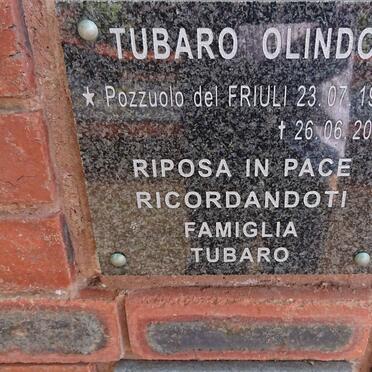 TUBARO OLINDO
★ Pozzuolo del FRIULI 23.07.19
† 26.06.20
RIPOSA IN PACE
RICORDANDOTI
FAMIGLIA
TUBARO